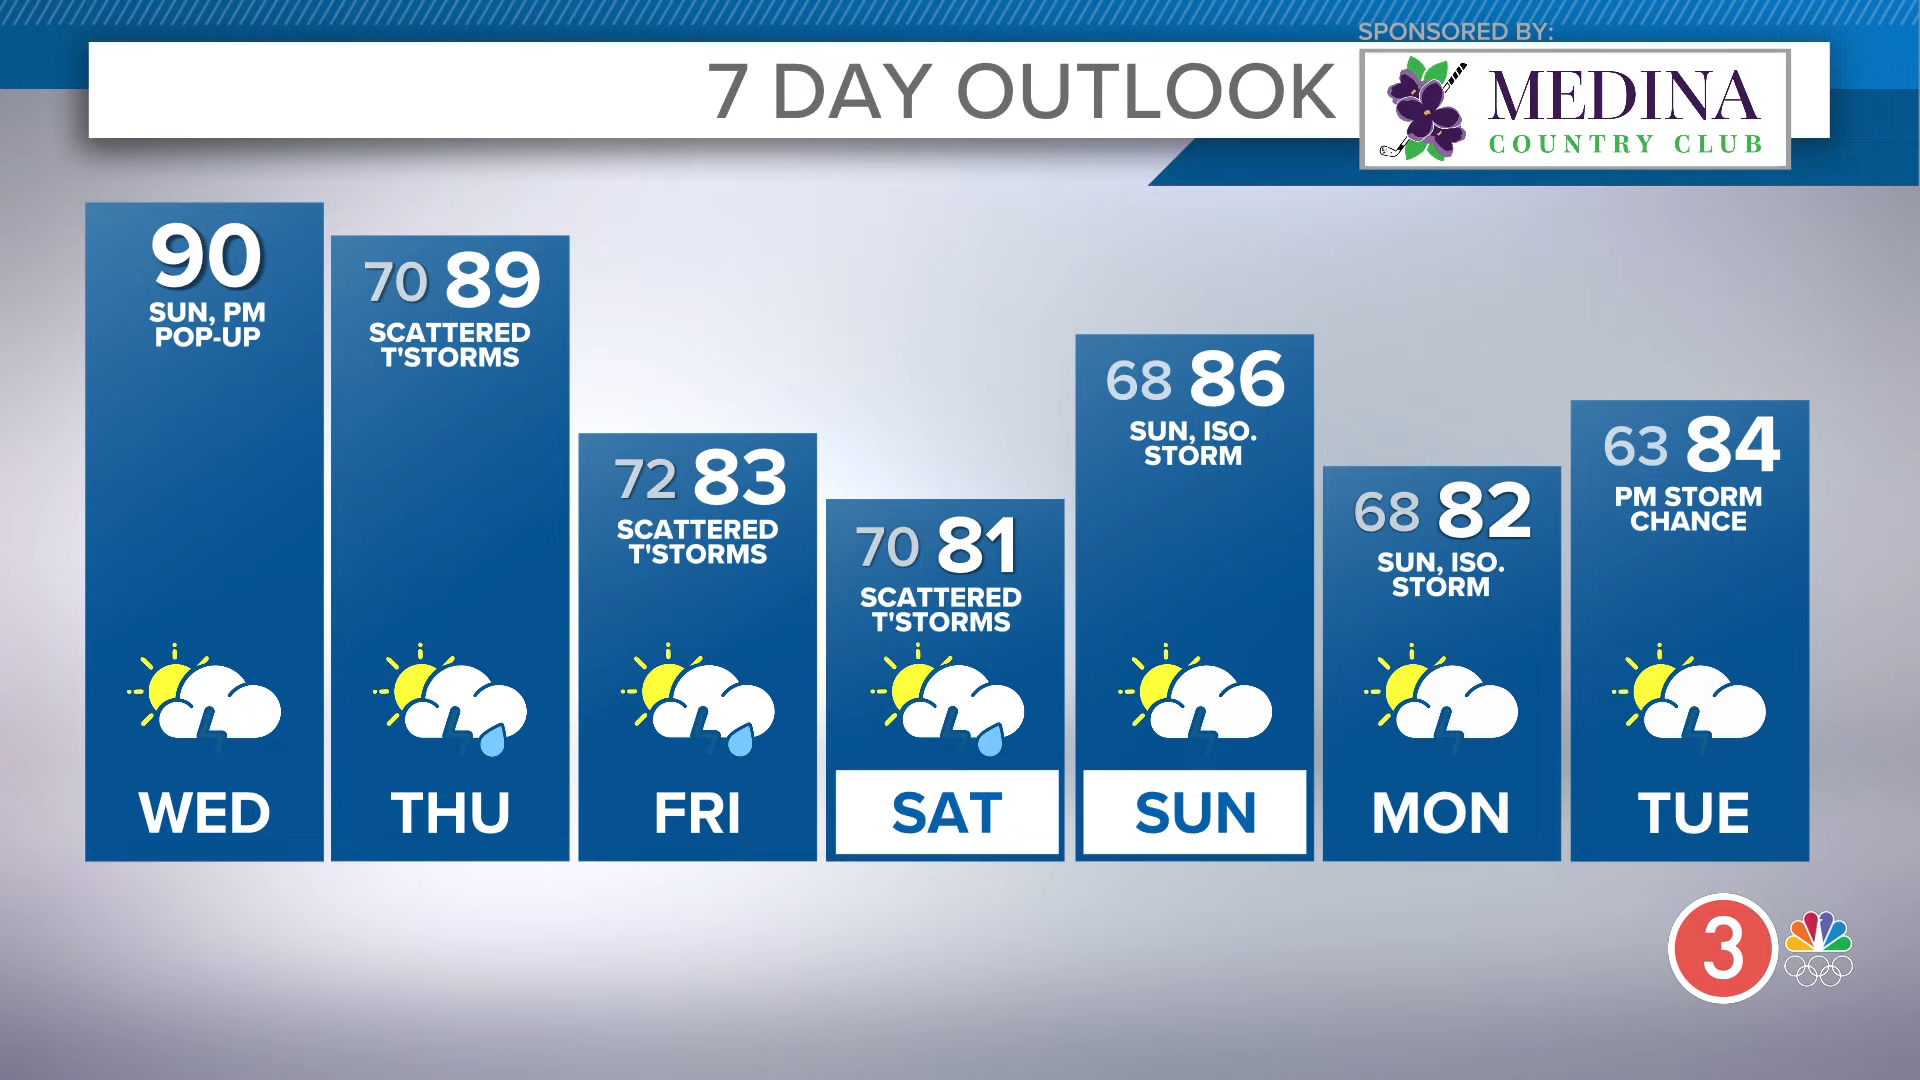 SPONSORED BY:
7 DAY OUTLOOK
MEDINA
COUNTRY CLUB
90
SUN, PM
POP-UP
WED
70 89
SCATTERED
T'STORMS
THU
72 83
SCATTERED
T'STORMS
FRI
70 81
SCATTERED
T'STORMS
SAT
68 86
SUN, ISO.
STORM
SUN
68 82
SUN, ISO.
STORM
MON
63 84
PM STORM
CHANCE
TUE
3